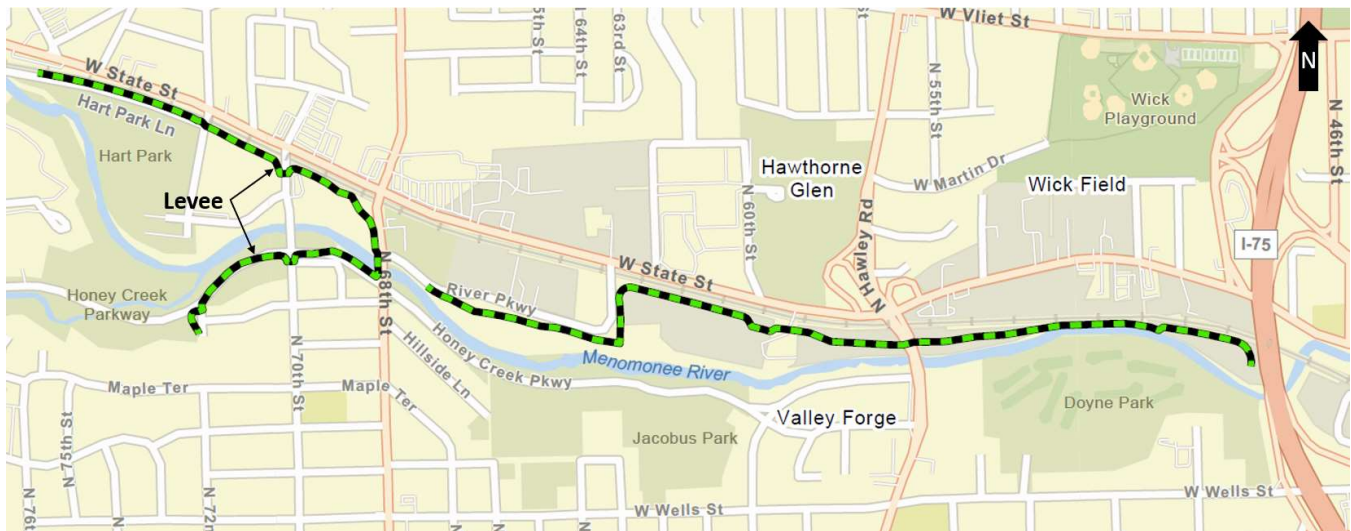 W Vliet St
N
N 46th St
N 55th St
W State St
Hart Park Ln
Hart Park
Wick
Playground
Hawthorne
Glen
W Martin Dr
Wick Field
Levee
N 60th St
N Hawley Rd
I-75
W State St
N 68th St
River Pkwy
Honey Creek
Parkway
N 70th St
Hillside Ln
Honey Creek Pkwy
Menomonee River
Maple Ter
Maple Ter
Doyne Park
Valley Forge
Jacobus Park
N 75th St
W Wells St
W Wells St
N 64th St
63rd St
5th St
N 76t
N 72n